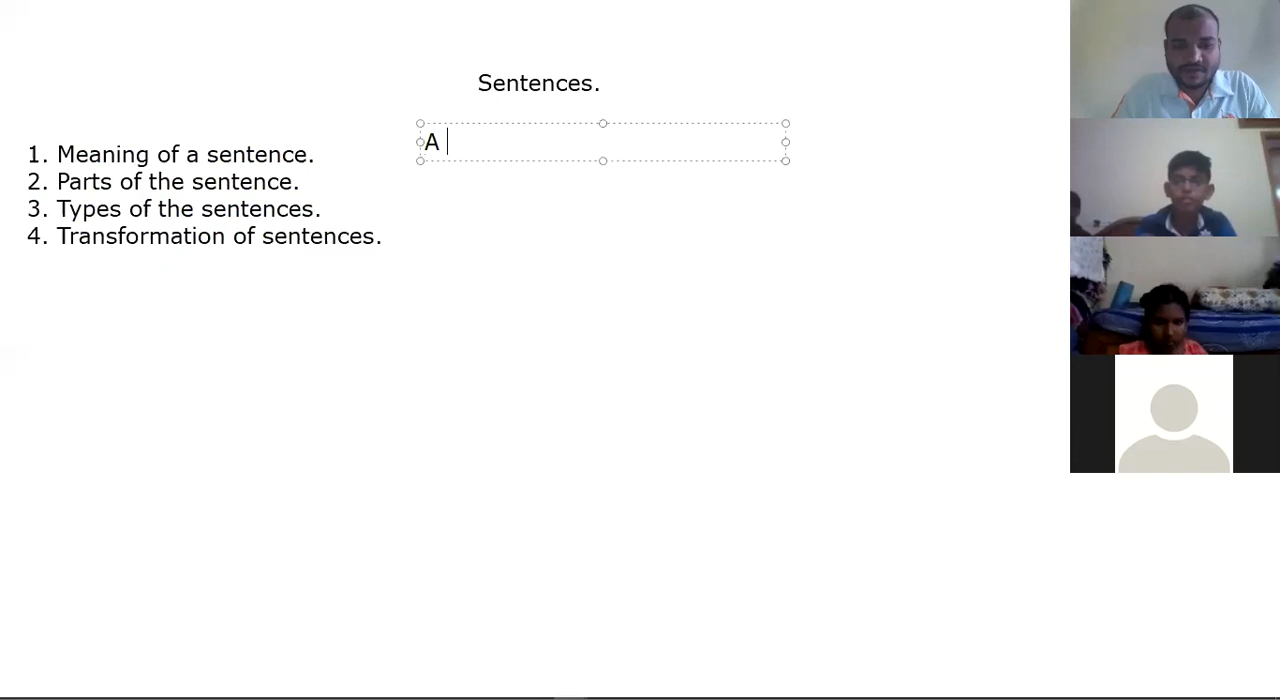 Sentences.
A
1. Meaning of a sentence.
2. Parts of the sentence.
3. Types of the sentences.
4. Transformation of sentences.